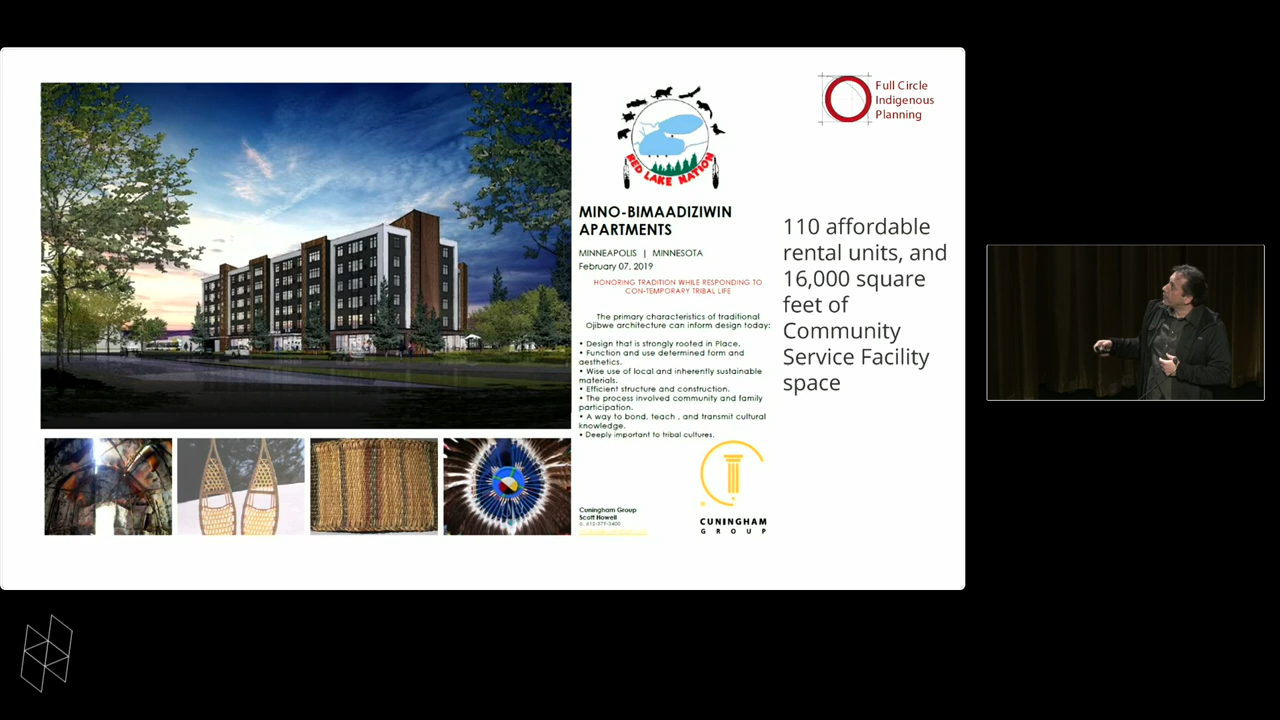 Full Circle
Indigenous
Planning
RED LAKE NATION
MINO-BIMAADIZIWIN
APARTMENTS
MINNEAPOLIS | MINNESOTA
February 07, 2019
HONORING TRADITION WHILE RESPONDING TO
CON-TEMPORARY TRIBAL LIFE
The primary characteristics of traditional
Ojibwe architecture can inform design today:
• Design that is strongly rooted in Place.
• Function and use determined form and
aesthetics.
• Wise use of local and inherently sustainable
materials.
• Efficient structure and construction.
• The process involved community and family
participation.
• A way to bond, teach , and transmit cultural
knowledge.
• Deeply important to tribal cultures.
Cuningham Group
Scott Howell
CUNINGHAM
GROUP
110 affordable
rental units, and
16,000 square
feet of
Community
Service Facility
space